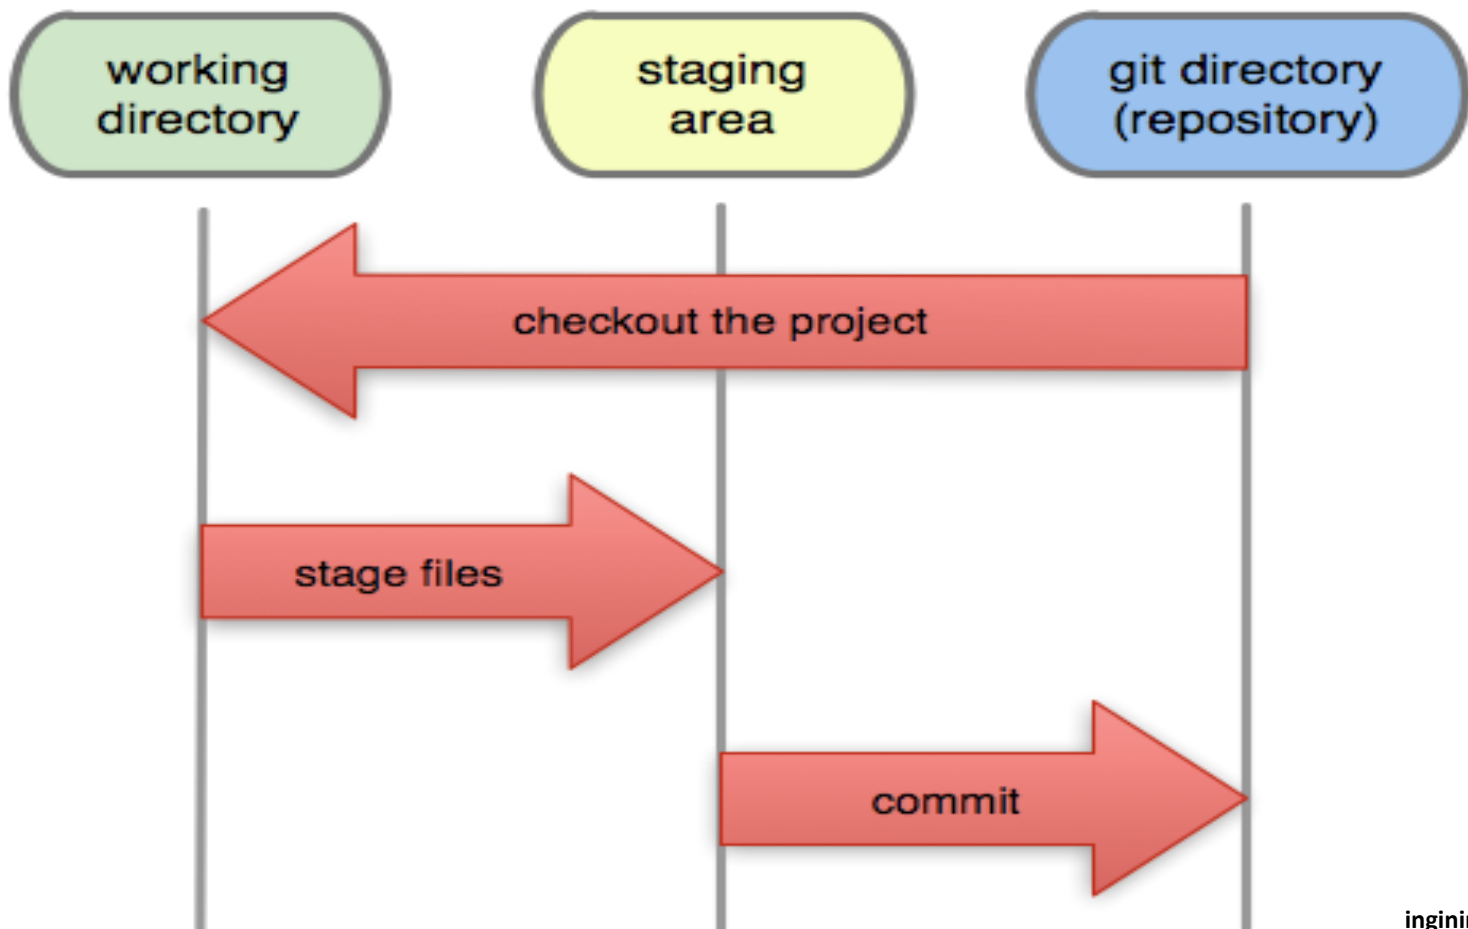 working
directory
staging
area
git directory
(repository)
checkout the project
stage files
commit